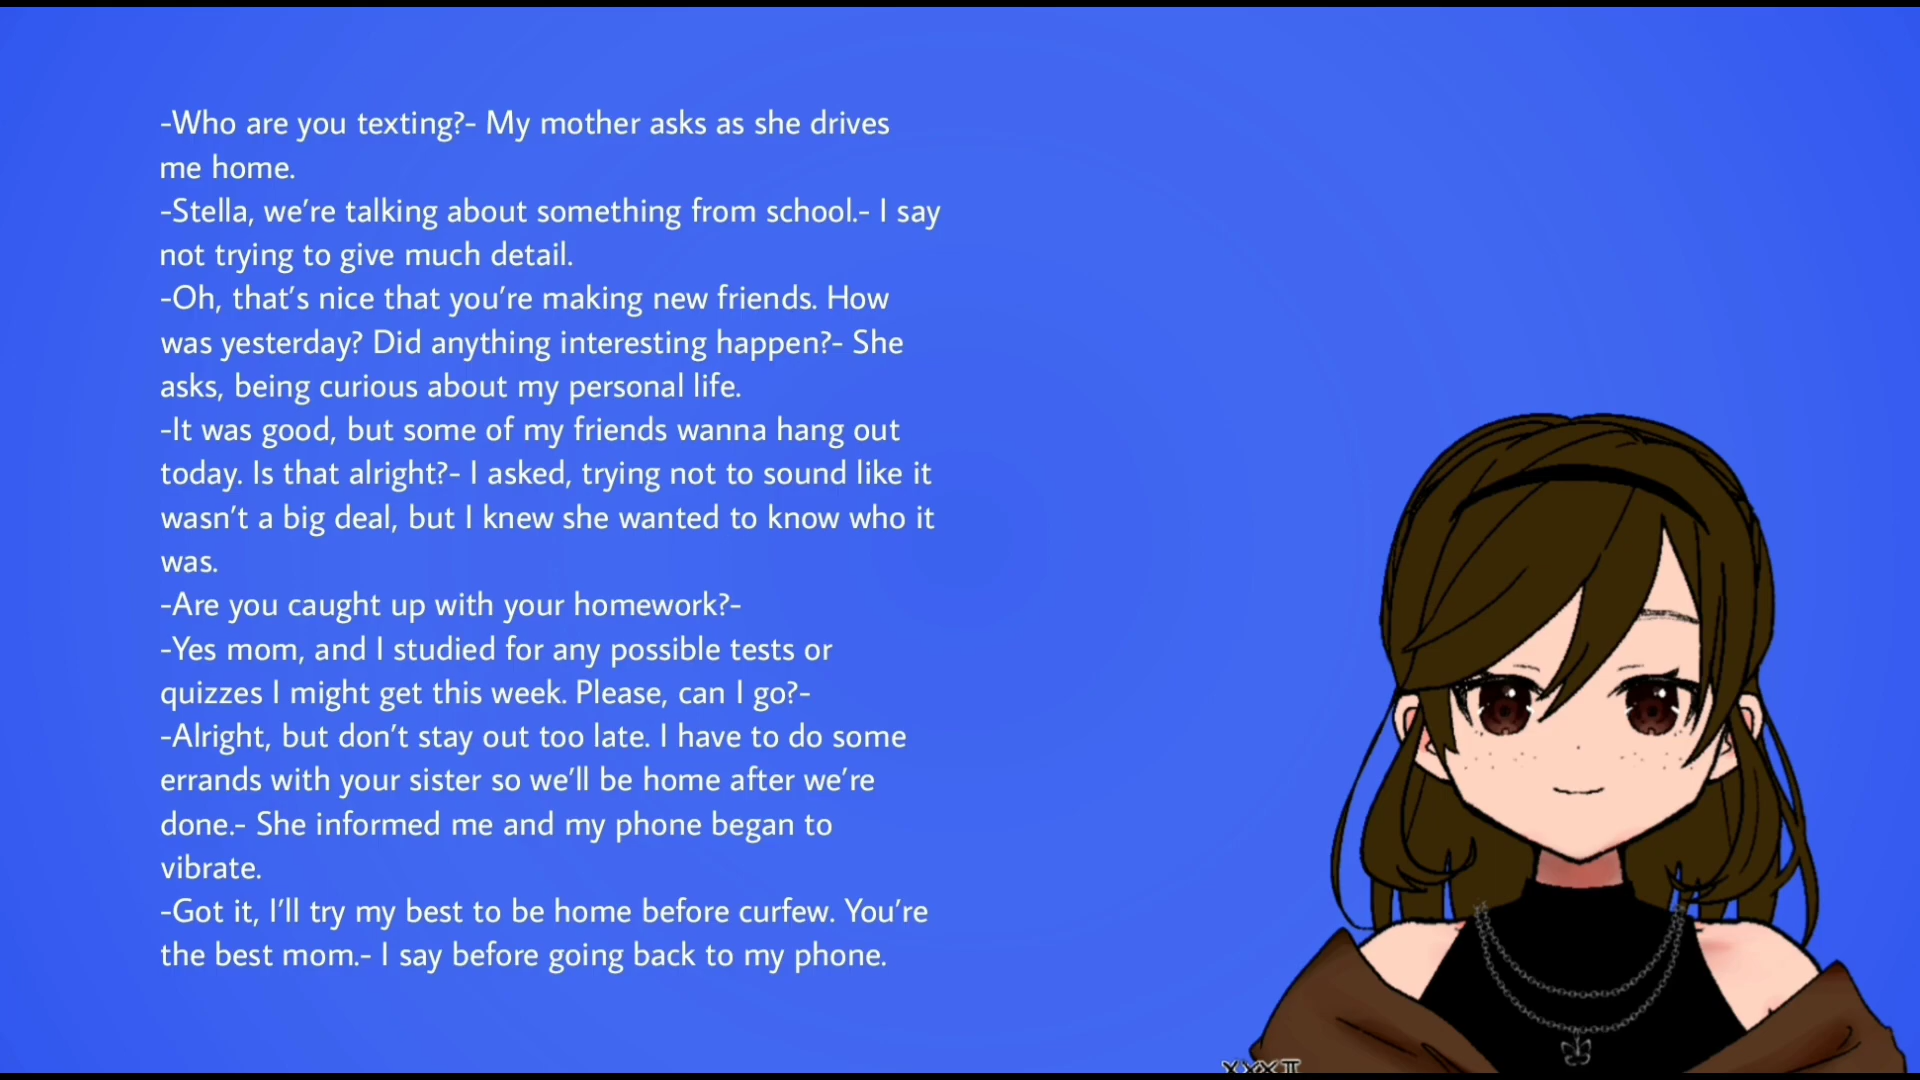 -Who are you texting?- My mother asks as she drives
me home.
-Stella, we’re talking about something from school.- I say
not trying to give much detail.
-Oh, that’s nice that you’re making new friends. How
was yesterday? Did anything interesting happen?- She
asks, being curious about my personal life.
-It was good, but some of my friends wanna hang out
today. Is that alright?- I asked, trying not to sound like it
wasn’t a big deal, but I knew she wanted to know who it
was.
-Are you caught up with your homework?-
-Yes mom, and I studied for any possible tests or
quizzes I might get this week. Please, can I go?-
-Alright, but don’t stay out too late. I have to do some
errands with your sister so we’ll be home after we’re
done.- She informed me and my phone began to
vibrate.
-Got it, I’ll try my best to be home before curfew. You’re
the best mom.- I say before going back to my phone.